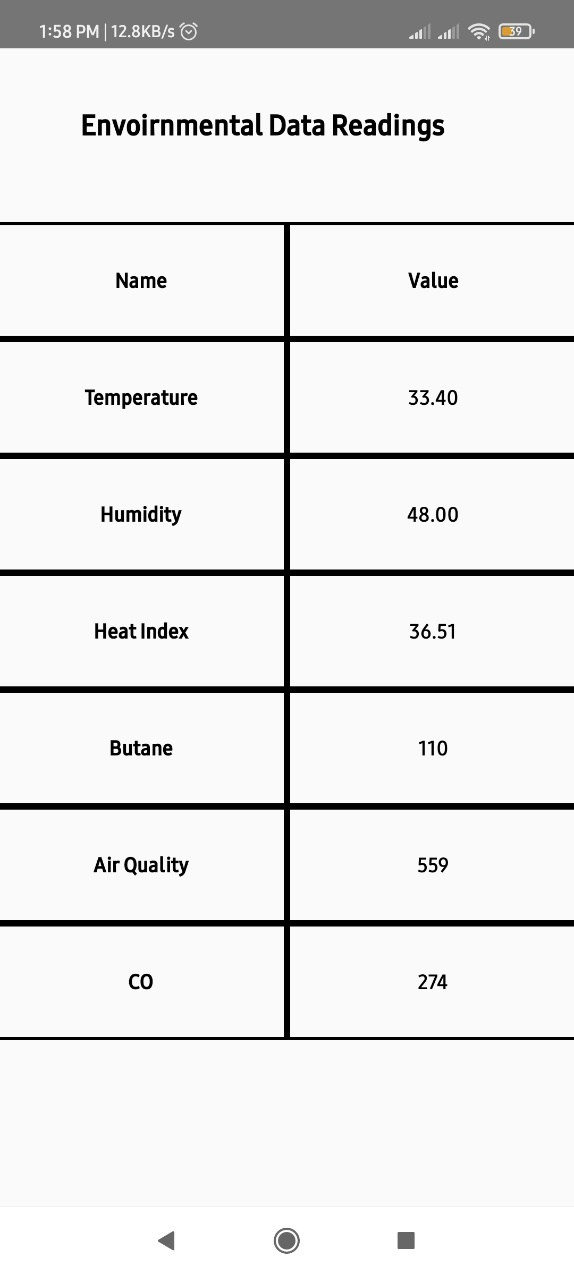 1:58 PM | 12.8KB/s 39
Envoirnmental Data Readings
Name Value
Temperature 33.40
Humidity 48.00
Heat Index 36.51
Butane 110
Air Quality 559
CO 274